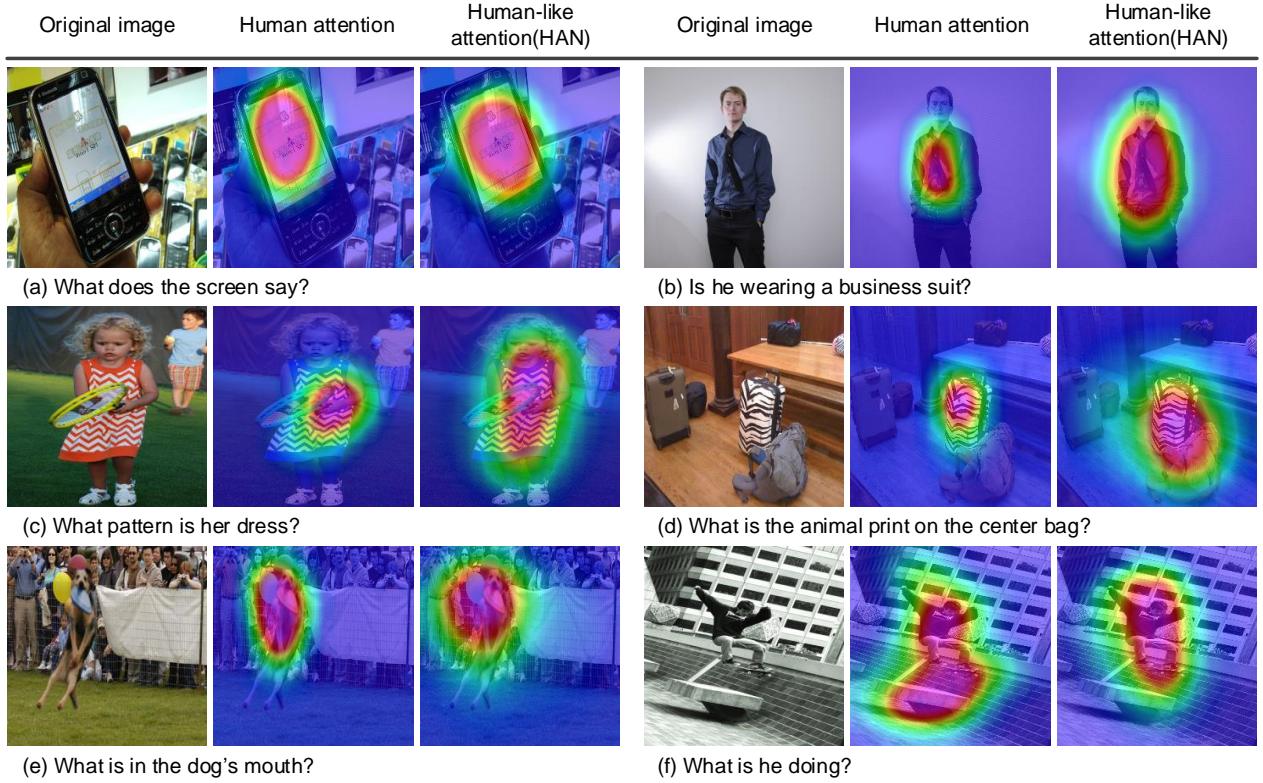 Original image
Human attention
Human-like
attention(HAN)
Original image
Human attention
Human-like
attention(HAN)
(a) What does the screen say?
(b) Is he wearing a business suit?
(c) What pattern is her dress?
(d) What is the animal print on the center bag?
(e) What is in the dog's mouth?
(f) What is he doing?